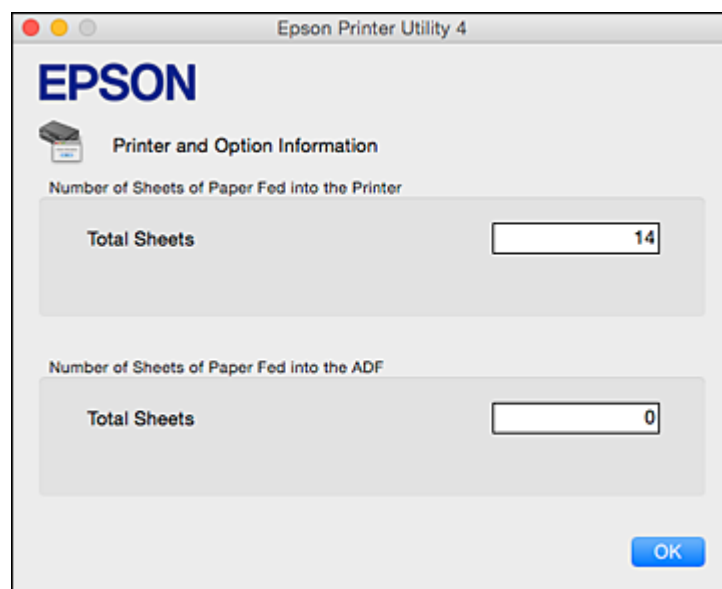 Epson Printer Utility 4
EPSON
Printer and Option Information
Number of Sheets of Paper Fed into the Printer
Total Sheets 14
Number of Sheets of Paper Fed into the ADF
Total Sheets 0
OK